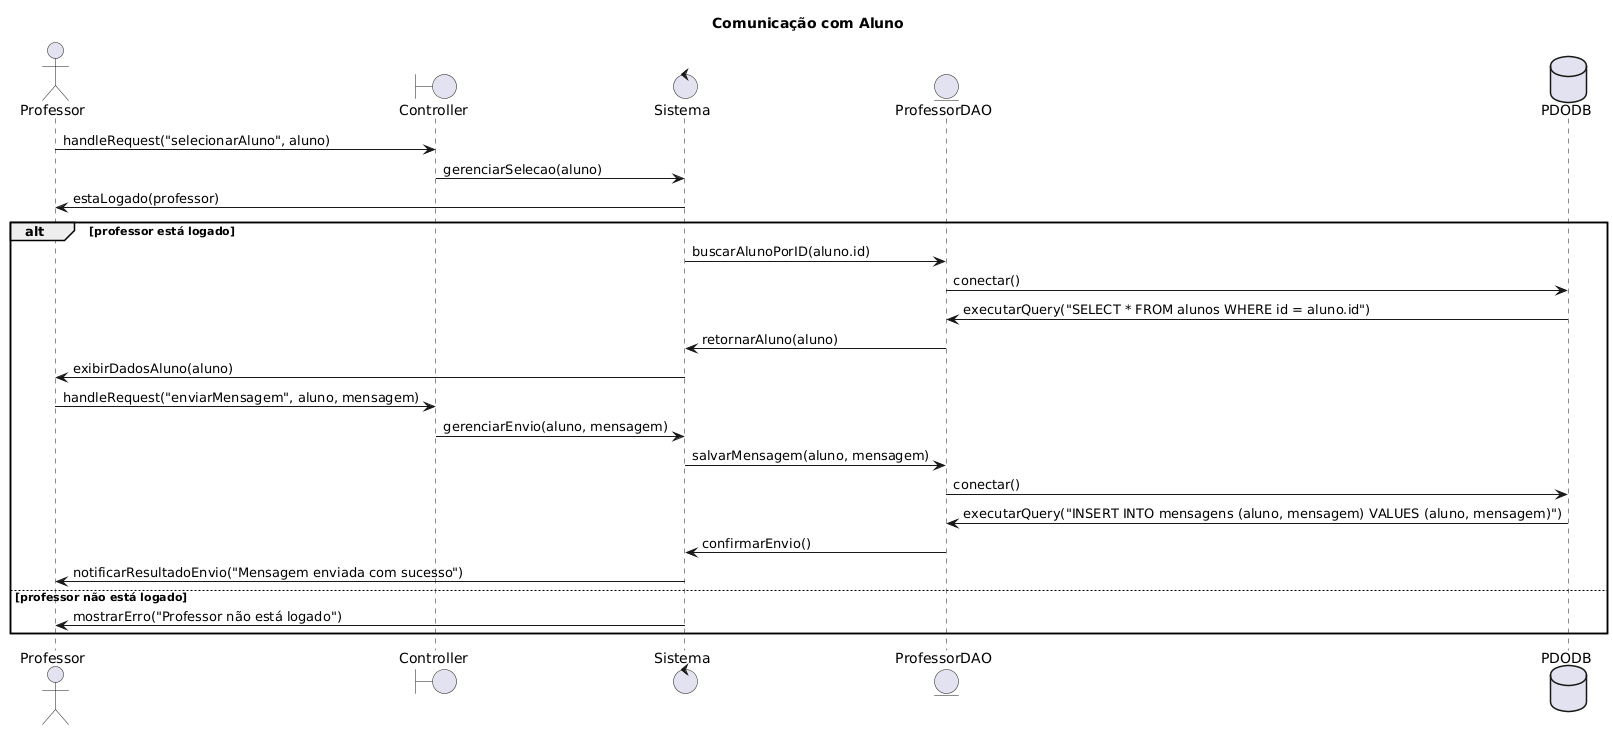 Comunicação com Aluno
Professor
Controller
Sistema
ProfessorDAO
PDODB
handleRequest("selecionarAluno", aluno)
gerenciarSelecao(aluno)
estaLogado(professor)
alt
[professor está logado]
buscarAlunoPorID(aluno.id)
conectar()
executarQuery("SELECT * FROM alunos WHERE id = aluno.id")
retornarAluno(aluno)
exibirDadosAluno(aluno)
handleRequest("enviarMensagem", aluno, mensagem)
gerenciarEnvio(aluno, mensagem)
salvarMensagem(aluno, mensagem)
conectar()
executarQuery("INSERT INTO mensagens (aluno, mensagem) VALUES (aluno, mensagem)")
confirmarEnvio()
notificarResultadoEnvio("Mensagem enviada com sucesso")
[professor não está logado]
mostrarErro("Professor não está logado")
Professor
Controller
Sistema
ProfessorDAO
PDODB